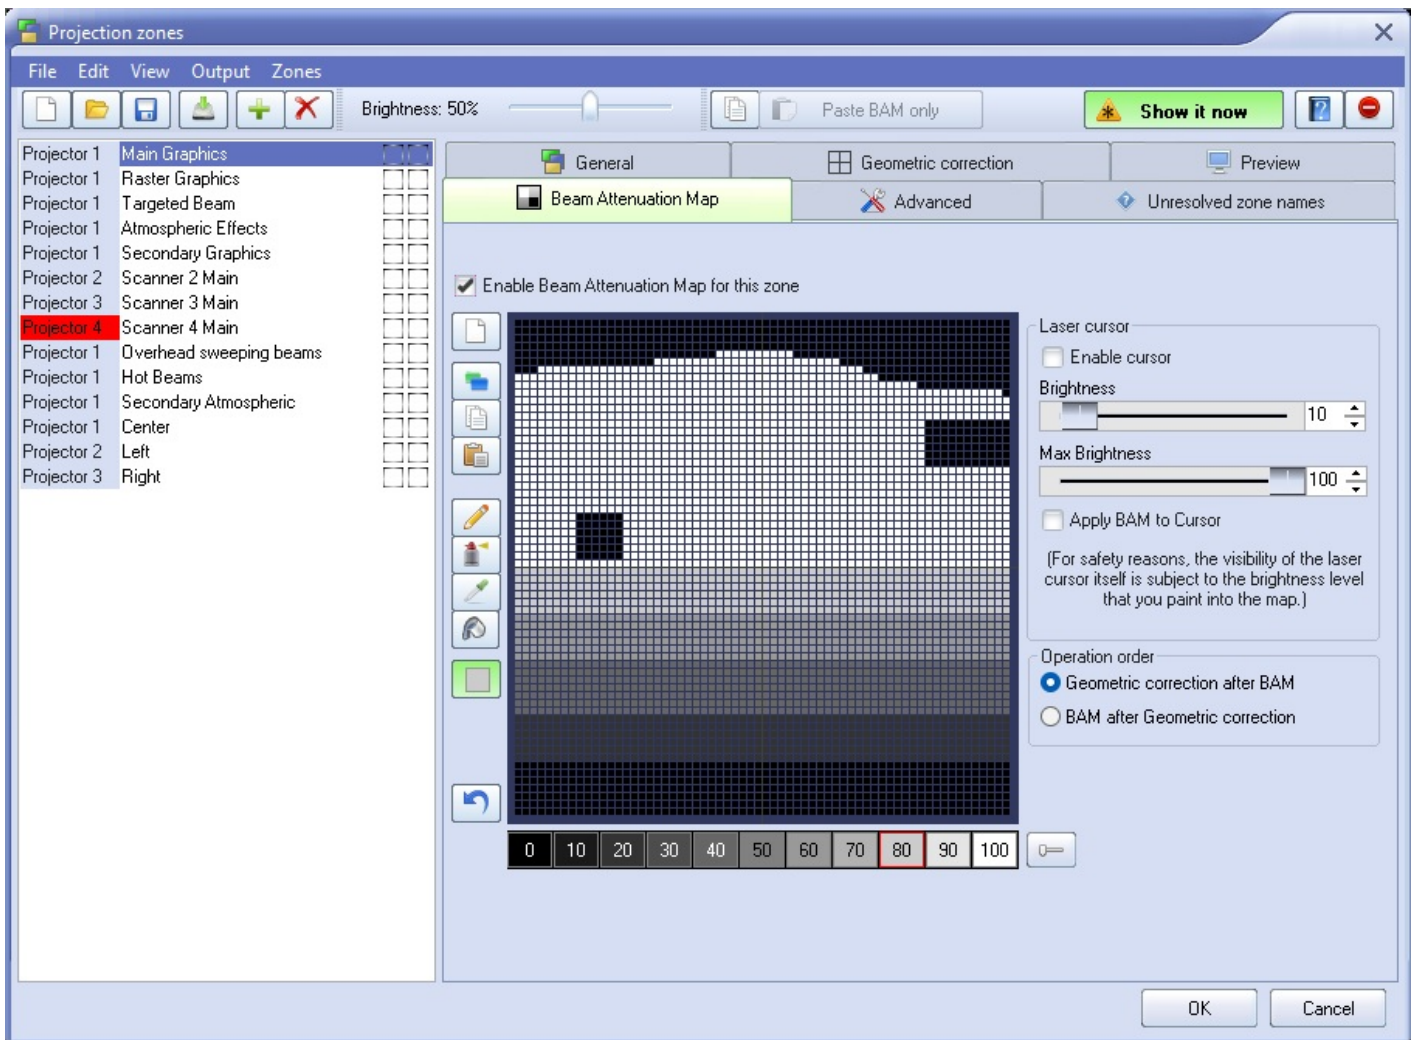 Projection zones
File Edit View Output Zones
Brightness: 50% Paste BAM only Show it now
Projector 1 Main Graphics
Projector 1 Raster Graphics
Projector 1 Targeted Beam
Projector 1 Atmospheric Effects
Projector 1 Secondary Graphics
Projector 2 Scanner 2 Main
Projector 3 Scanner 3 Main
Projector 4 Scanner 4 Main
Projector 1 Overhead sweeping beams
Projector 1 Hot Beams
Projector 1 Secondary Atmospheric
Projector 1 Center
Projector 2 Left
Projector 3 Right
General Geometric correction Preview
Beam Attenuation Map Advanced Unresolved zone names
Enable Beam Attenuation Map for this zone
Laser cursor
Enable cursor
Brightness
10
Max Brightness
100
Apply BAM to Cursor
(For safety reasons, the visibility of the laser
cursor itself is subject to the brightness level
that you paint into the map.)
Operation order
Geometric correction after BAM
BAM after Geometric correction
0 10 20 30 40 50 60 70 80 90 100
OK Cancel